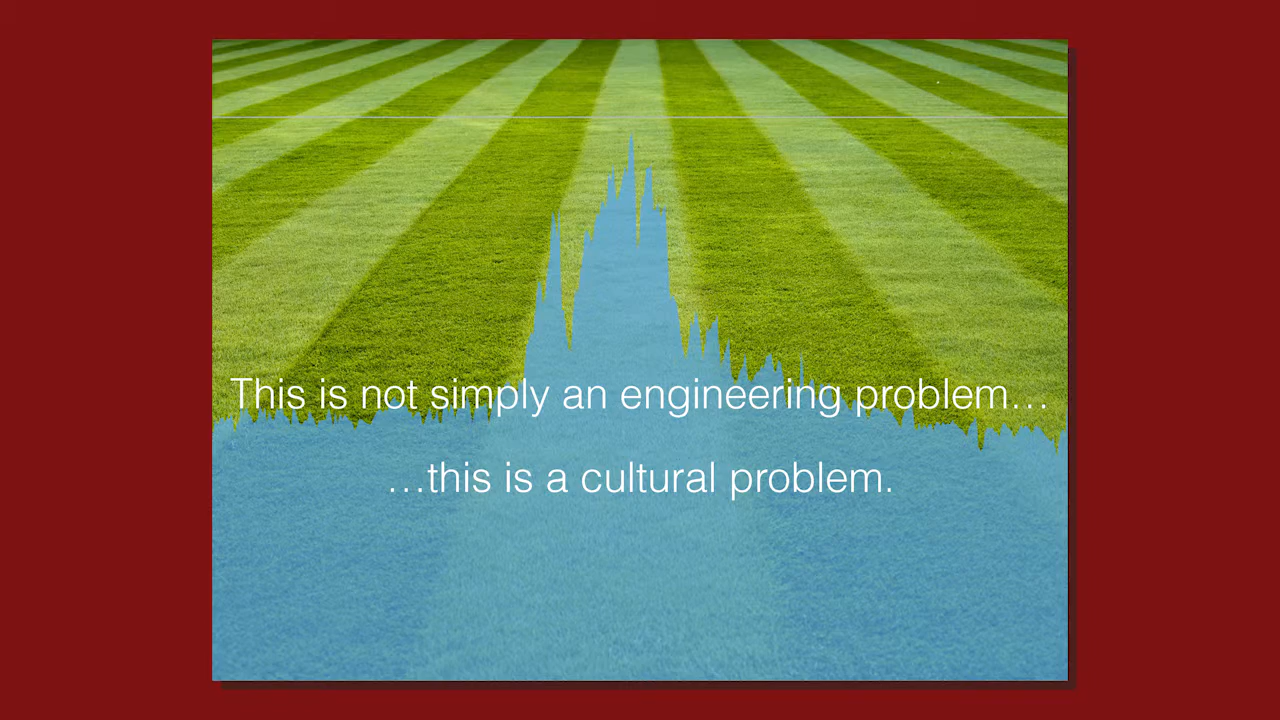 This is not simply an engineering problem…
…this is a cultural problem.